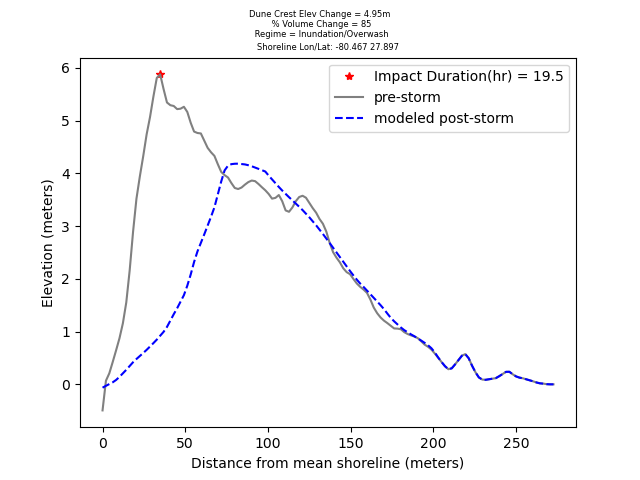 Dune Crest Elev Change = 4.95m
% Volume Change = 85
Regime = Inundation/Overwash
Shoreline Lon/Lat: -80.467 27.897
Impact Duration(hr) = 19.5
pre-storm
modeled post-storm
Elevation (meters)
6
5
4
3
2
1
0
0 50 100 150 200 250
Distance from mean shoreline (meters)